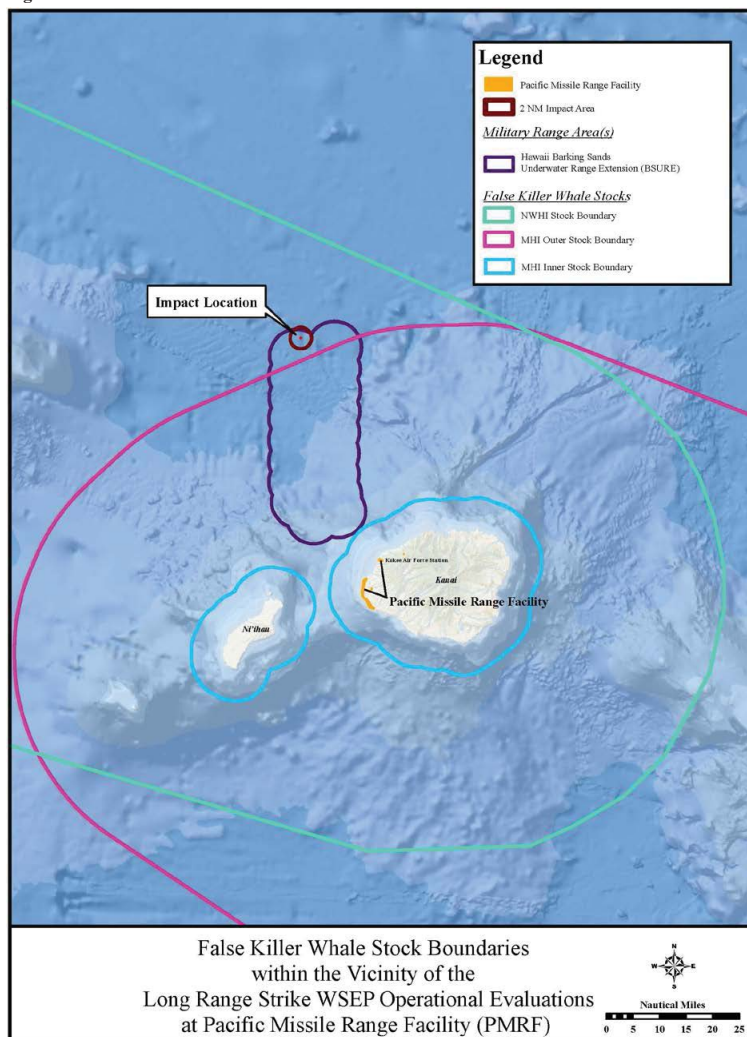 Legend
Pacific Missile Range Facility
2 NM Impact Area
Military Range Area(s)
Hawaii Barking Sands
Underwater Range Extension (BSURE)
False Killer Whale Stocks
NWHI Stock Boundary
MHI Outer Stock Boundary
MHI Inner Stock Boundary
Impact Location
Kokee Air Force Station
Kauai
Pacific Missile Range Facility
Ni'ihau
False Killer Whale Stock Boundaries
within the Vicinity of the
Long Range Strike WSEP Operational Evaluations
at Pacific Missile Range Facility (PMRF)
N
W E
S
Nautical Miles
0 5 10 15 20 25